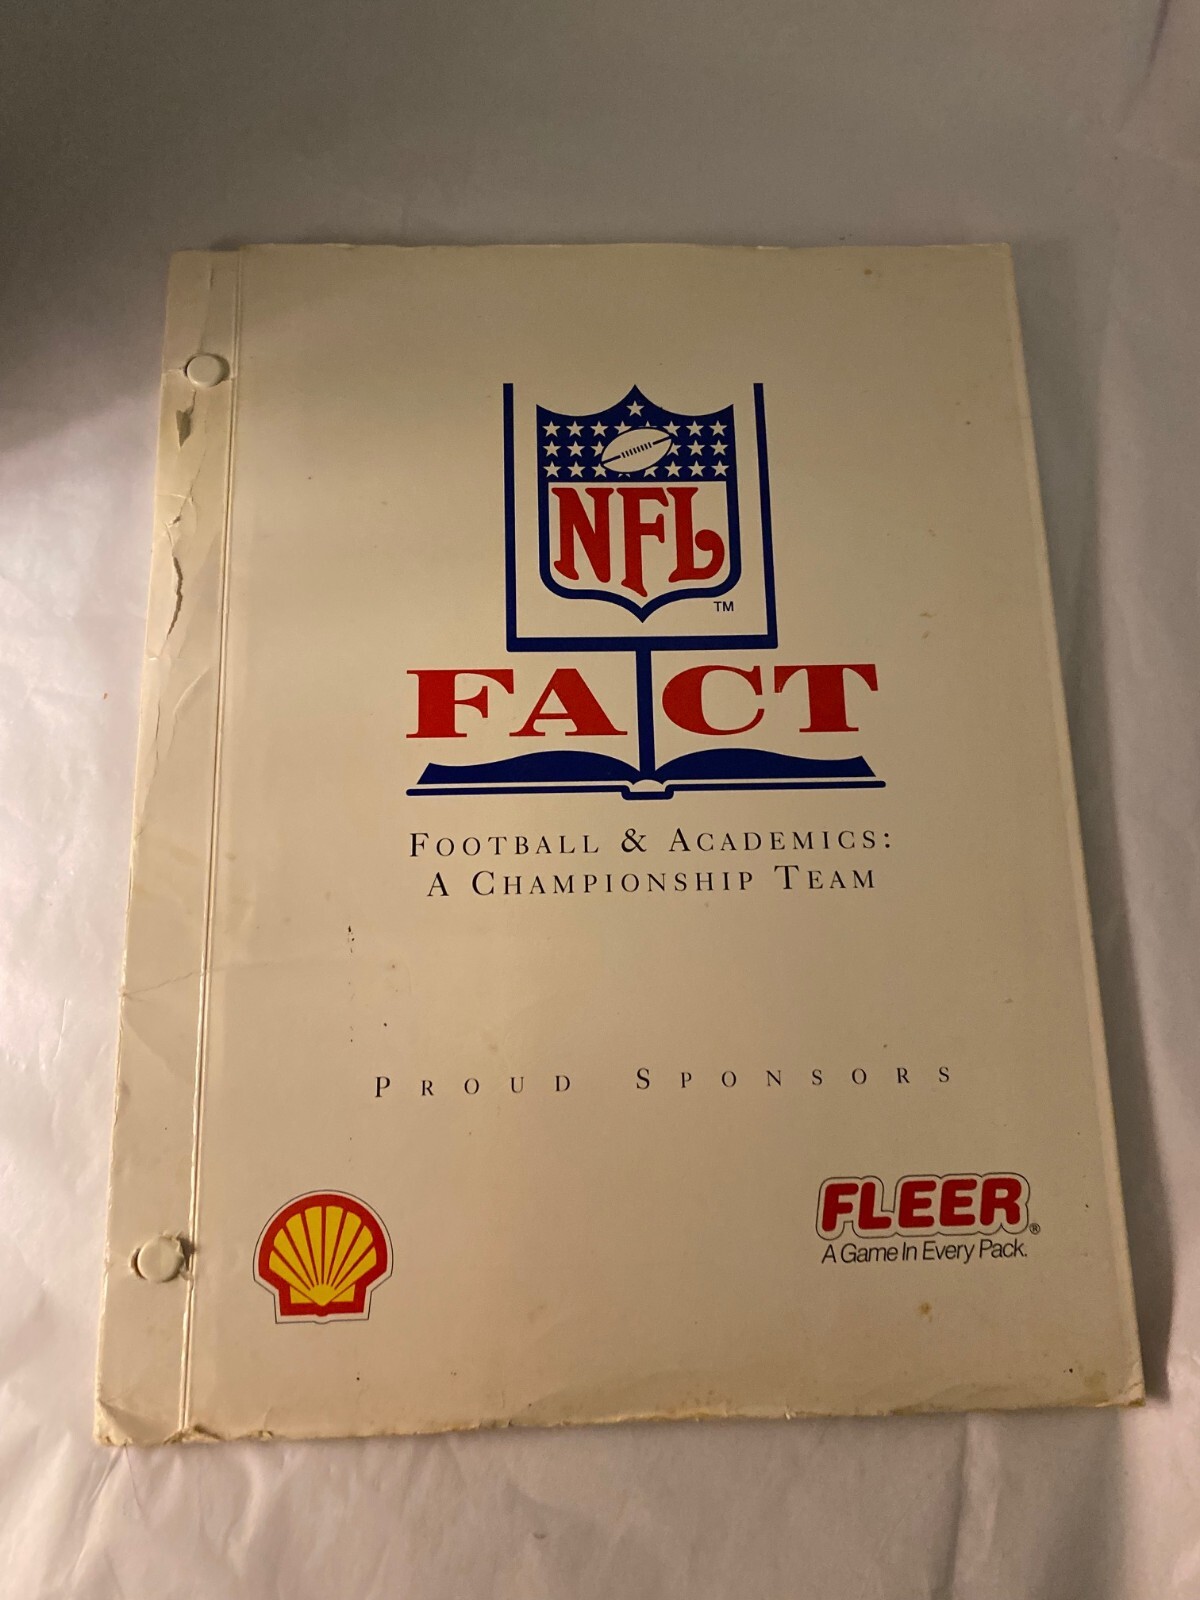 NFL
TM
FACT
FOOTBALL & ACADEMICS:
A CHAMPIONSHIP TEAM
PROUD SPONSORS
FLEER®
A Game In Every Pack.